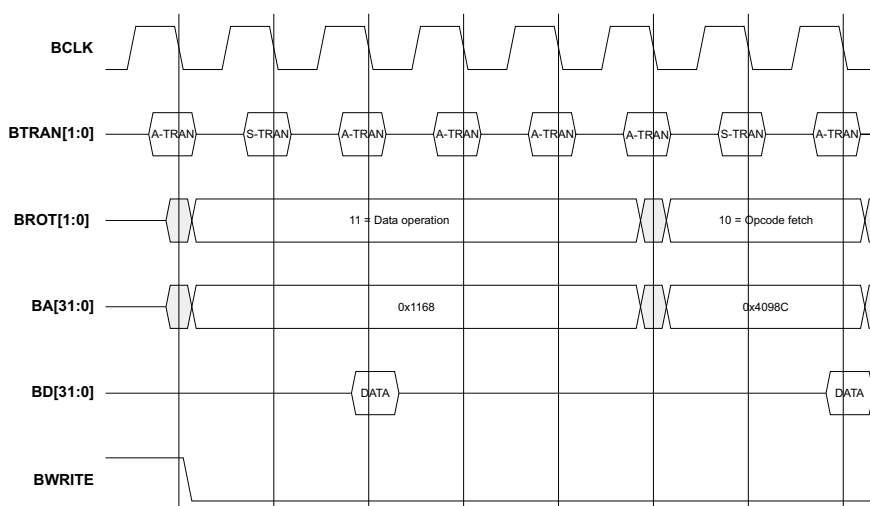 BCLK
BTRAN[1:0] A-TRAN S-TRAN A-TRAN A-TRAN A-TRAN A-TRAN S-TRAN A-TRAN
BROT[1:0] 11 = Data operation 10 = Opcode fetch
BA[31:0] 0x1168 0x4098C
BD[31:0] DATA DATA
BWRITE